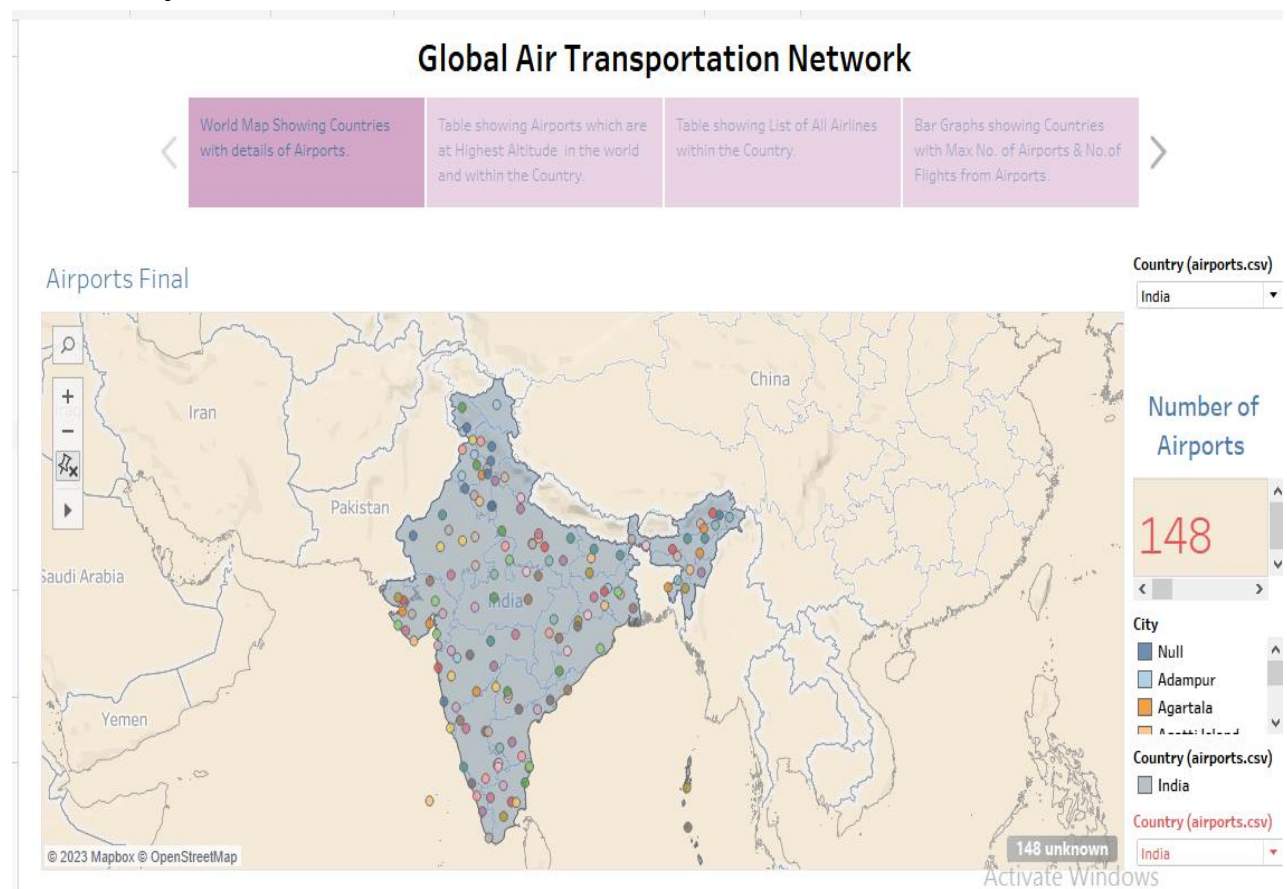 Global Air Transportation Network
World Map Showing Countries
with details of Airports.
Table showing Airports which are
at Highest Altitude in the world
and within the Country.
Table showing List of All Airlines
within the Country.
Bar Graphs showing Countries
with Max No. of Airports & No.of
Flights from Airports.
Airports Final
Country (airports.csv)
India
Number of
Airports
148
City
Null
Adampur
Agartala
Country (airports.csv)
India
Country (airports.csv)
India
Iran
China
Pakistan
Saudi Arabia
India
Yemen
© 2023 Mapbox © OpenStreetMap
148 unknown
Activate Windows